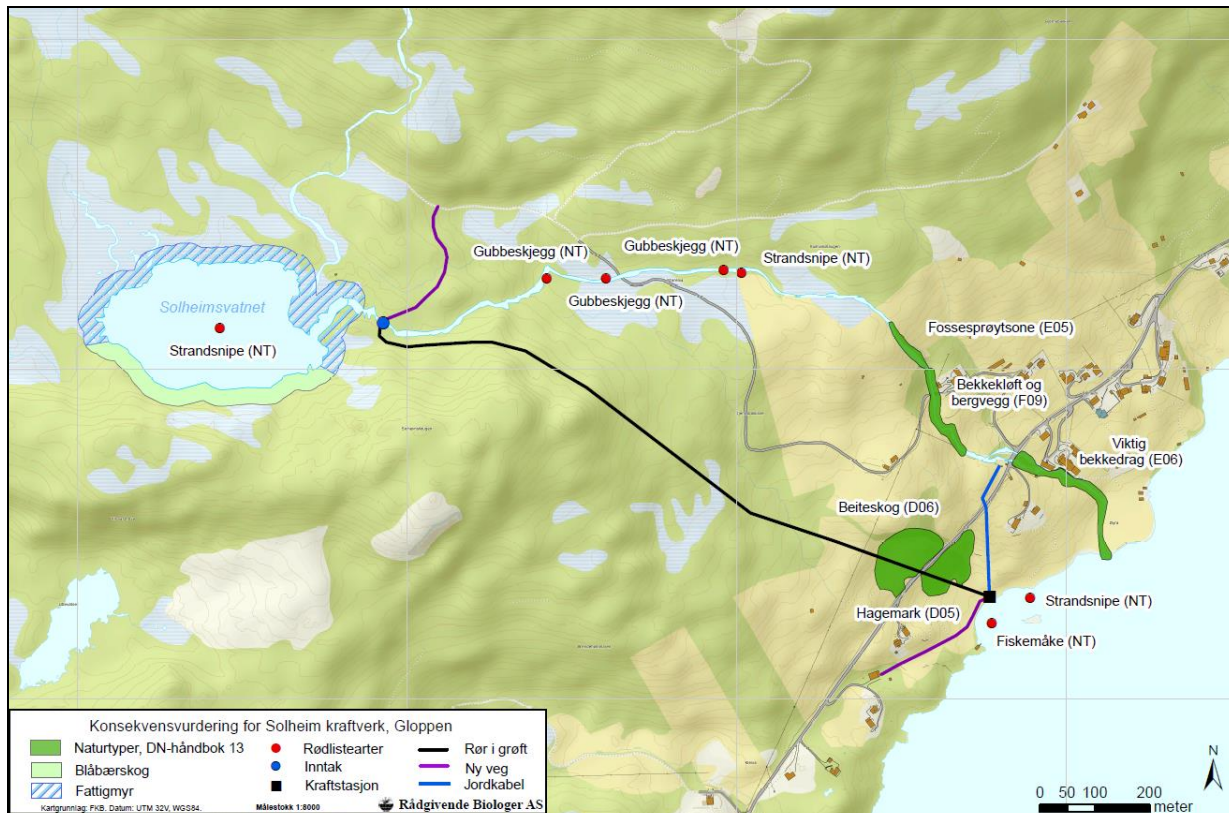 Gubbeskjegg (NT)
Gubbeskjegg (NT)
Strandsnipe (NT)
Gubbeskjegg (NT)
Solheimsvatnet
Strandsnipe (NT)
Fossesprøytsone (E05)
Bekkekløft og
bergvegg (F09)
Viktig
bekkedrag (E06)
Beiteskog (D06)
Hagemark (D05)
Strandsnipe (NT)
Fiskemåke (NT)
Konsekvensvurdering for Solheim kraftverk, Gloppen
Naturtyper, DN-håndbok 13
Rødlistearter
Rør i grøft
Blåbærskog
Inntak
Ny veg
Fattigmyr
Kraftstasjon
Jordkabel
Kartgrunnlag: FKB. Datum: UTM 32V, WGS84.
Målestokk 1:8000
Rådgivende Biologer AS
N
0 50 100 200
meter